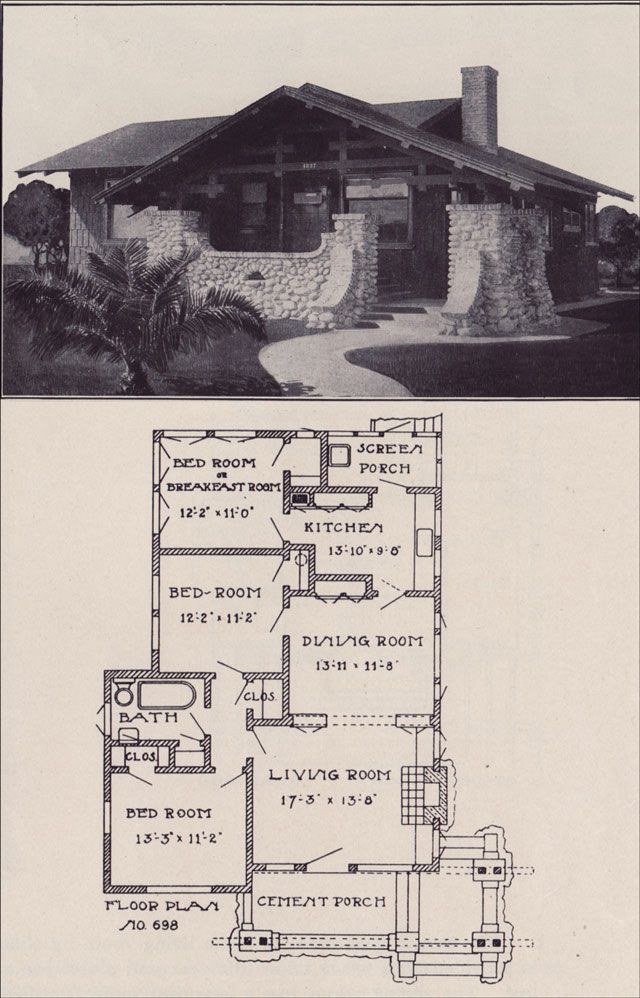 1227
SCREEN
PORCH
BED ROOM
OR
BREAKFAST ROOM
12'-2" x 11'-0"
KITCHEN
13'-10" x 9'-8"
BED-ROOM
12'-2" x 11'-2"
DINING ROOM
13'-11 x 11'-8"
CLOS.
BATH
CLOS.
LIVING ROOM
17'-3" x 13'-8"
BED ROOM
13'-3" x 11'-2"
CEMENT PORCH
FLOOR PLAN
NO. 698